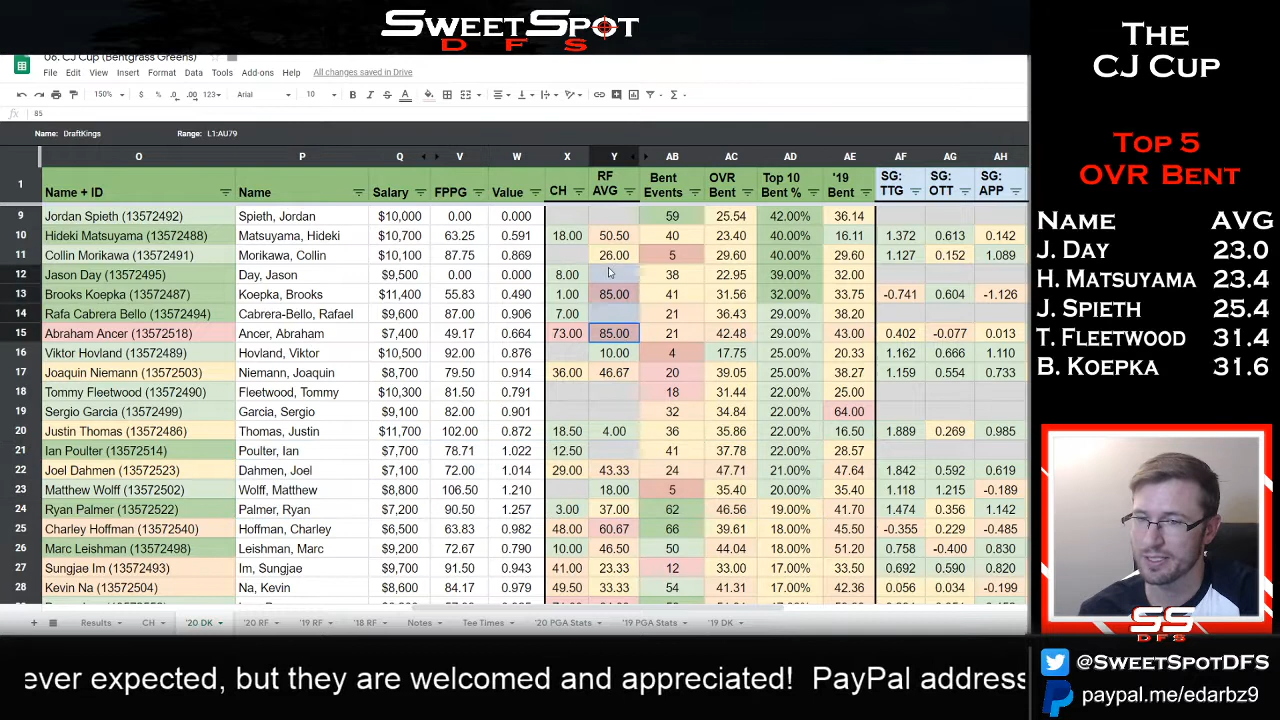 SWEETSPOT
DFS
06. CJ Cup (Bentgrass Greens)
File Edit View Insert Format Data Tools Add-ons Help All changes saved in Drive
150% $ % .0 .00 123 Arial 10 B I S A
fx 85
Name: DraftKings Range: L1:AU79
O P Q V W X Y AB AC AD AE AF AG AH
1 Name + ID Name Salary FPPG Value CH RF AVG Bent Events OVR Bent Top 10 Bent % '19 Bent SG: TTG SG: OTT SG: APP
9 Jordan Spieth (13572492) Spieth, Jordan $10,000 0.00 0.000 59 25.54 42.00% 36.14
10 Hideki Matsuyama (13572488) Matsuyama, Hideki $10,700 63.25 0.591 18.00 50.50 40 23.40 40.00% 16.11 1.372 0.613 0.142
11 Collin Morikawa (13572491) Morikawa, Collin $10,100 87.75 0.869 26.00 5 29.60 40.00% 29.60 1.127 0.152 1.089
12 Jason Day (13572495) Day, Jason $9,500 0.00 0.000 8.00 38 22.95 39.00% 32.00
13 Brooks Koepka (13572487) Koepka, Brooks $11,400 55.83 0.490 1.00 85.00 41 31.56 32.00% 33.75 -0.741 0.604 -1.126
14 Rafa Cabrera Bello (13572494) Cabrera-Bello, Rafael $9,600 87.00 0.906 7.00 21 36.43 29.00% 38.20
15 Abraham Ancer (13572518) Ancer, Abraham $7,400 49.17 0.664 73.00 85.00 21 42.48 29.00% 43.00 0.402 -0.077 0.013
16 Viktor Hovland (13572489) Hovland, Viktor $10,500 92.00 0.876 10.00 4 17.75 25.00% 20.33 1.162 0.666 1.110
17 Joaquin Niemann (13572503) Niemann, Joaquin $8,700 79.50 0.914 36.00 46.67 20 39.05 25.00% 38.27 1.159 0.554 0.733
18 Tommy Fleetwood (13572490) Fleetwood, Tommy $10,300 81.50 0.791 18 31.44 22.00% 25.00
19 Sergio Garcia (13572499) Garcia, Sergio $9,100 82.00 0.901 32 34.84 22.00% 64.00
20 Justin Thomas (13572486) Thomas, Justin $11,700 102.00 0.872 18.50 4.00 36 35.86 22.00% 16.50 1.889 0.269 0.985
21 Ian Poulter (13572514) Poulter, Ian $7,700 78.71 1.022 12.50 41 37.78 22.00% 28.57
22 Joel Dahmen (13572523) Dahmen, Joel $7,100 72.00 1.014 29.00 43.33 24 47.71 21.00% 47.64 1.842 0.592 0.619
23 Matthew Wolff (13572502) Wolff, Matthew $8,800 106.50 1.210 18.00 5 35.40 20.00% 35.40 1.118 1.215 -0.189
24 Ryan Palmer (13572522) Palmer, Ryan $7,200 90.50 1.257 3.00 37.00 62 46.56 19.00% 41.70 1.474 0.356 1.142
25 Charley Hoffman (13572540) Hoffman, Charley $6,500 63.83 0.982 48.00 60.67 66 39.61 18.00% 45.50 -0.355 0.229 -0.485
26 Marc Leishman (13572498) Leishman, Marc $9,200 72.67 0.790 10.00 46.50 50 44.04 18.00% 51.20 0.758 -0.400 0.830
27 Sungjae Im (13572493) Im, Sungjae $9,700 91.50 0.943 41.00 23.33 12 33.00 17.00% 33.50 0.692 0.590 0.820
28 Kevin Na (13572504) Na, Kevin $8,600 84.17 0.979 49.50 33.33 54 41.31 17.00% 42.36 0.056 0.034 -0.199
Results CH '20 DK '20 RF '19 RF '18 RF Notes Tee Times '20 PGA Stats '19 PGA Stats '19 DK
ever expected, but they are welcomed and appreciated! PayPal address
THE
CJ CUP
TOP 5
OVR BENT
NAME AVG
J. DAY 23.0
H. MATSUYAMA 23.4
J. SPIETH 25.4
T. FLEETWOOD 31.4
B. KOEPKA 31.6
SS
DFS
@SWEETSPOTDFS
paypal.me/edarbz9